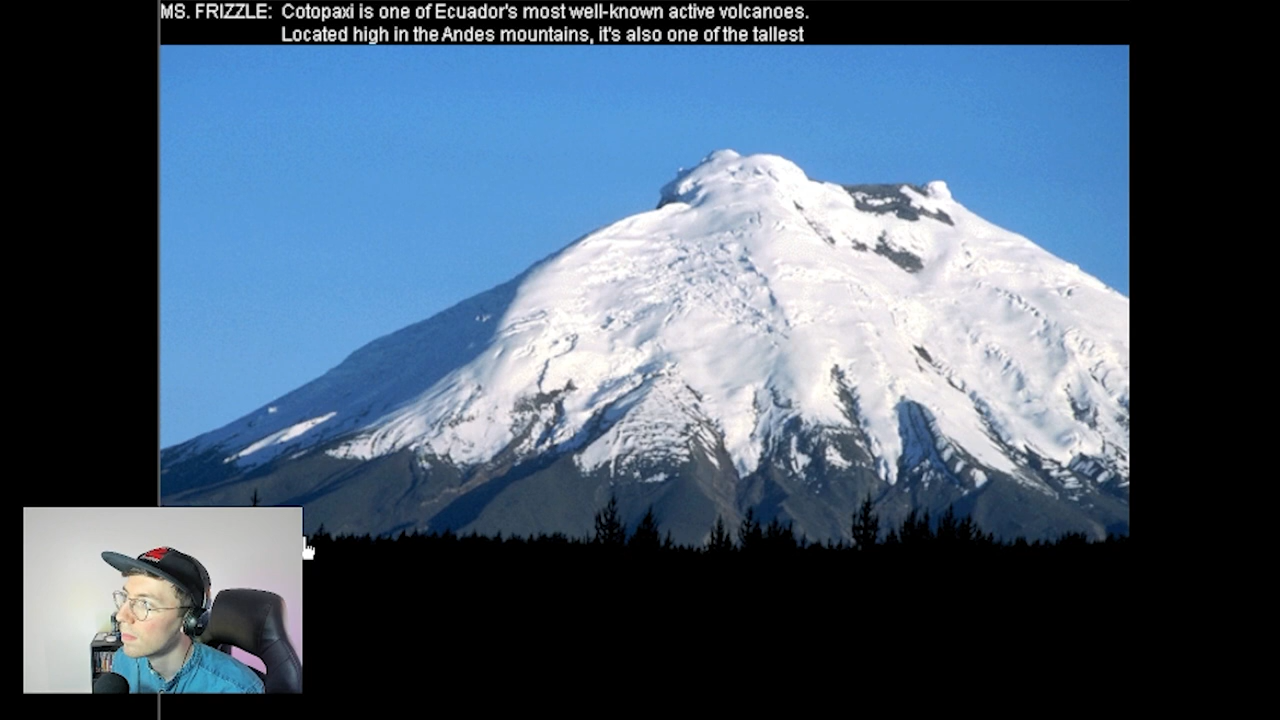 MS. FRIZZLE: Cotopaxi is one of Ecuador's most well-known active volcanoes.
Located high in the Andes mountains, it's also one of the tallest